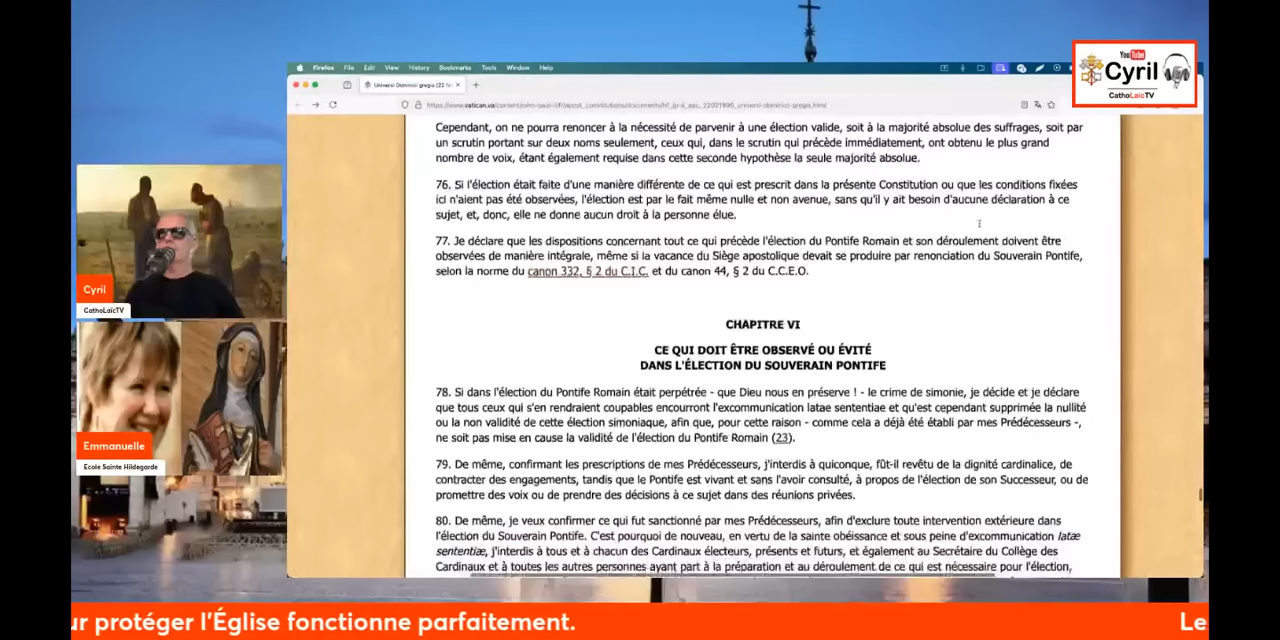 YouTube
Cyril
CathoLaïcTV
Firefox File Edit View History Bookmarks Tools Window Help
Cependant, on ne pourra renoncer à la nécessité de parvenir à une élection valide, soit à la majorité absolue des suffrages, soit par
un scrutin portant sur deux noms seulement, ceux qui, dans le scrutin qui précède immédiatement, ont obtenu le plus grand
nombre de voix, étant également requise dans cette seconde hypothèse la seule majorité absolue.
76. Si l'élection était faite d'une manière différente de ce qui est prescrit dans la présente Constitution ou que les conditions fixées
ici n'aient pas été observées, l'élection est par le fait même nulle et non avenue, sans qu'il y ait besoin d'aucune déclaration à ce
sujet, et, donc, elle ne donne aucun droit à la personne élue.
77. Je déclare que les dispositions concernant tout ce qui précède l'élection du Pontife Romain et son déroulement doivent être
observées de manière intégrale, même si la vacance du Siège apostolique devait se produire par renonciation du Souverain Pontife,
selon la norme du canon 332, § 2 du C.I.C. et du canon 44, § 2 du C.C.E.O.
CHAPITRE VI
CE QUI DOIT ÊTRE OBSERVÉ OU ÉVITÉ
DANS L'ÉLECTION DU SOUVERAIN PONTIFE
78. Si dans l'élection du Pontife Romain était perpétrée - que Dieu nous en préserve ! - le crime de simonie, je décide et je déclare
que tous ceux qui s'en rendraient coupables encourront l'excommunication latae sententiae et qu'est cependant supprimée la nullité
ou la non validité de cette élection simoniaque, afin que, pour cette raison - comme cela a déjà été établi par mes Prédécesseurs -,
ne soit pas mise en cause la validité de l'élection du Pontife Romain (23).
79. De même, confirmant les prescriptions de mes Prédécesseurs, j'interdis à quiconque, fût-il revêtu de la dignité cardinalice, de
contracter des engagements, tandis que le Pontife est vivant et sans l'avoir consulté, à propos de l'élection de son Successeur, ou de
promettre des voix ou de prendre des décisions à ce sujet dans des réunions privées.
80. De même, je veux confirmer ce qui fut sanctionné par mes Prédécesseurs, afin d'exclure toute intervention extérieure dans
l'élection du Souverain Pontife. C'est pourquoi de nouveau, en vertu de la sainte obéissance et sous peine d'excommunication latæ
sententiæ, j'interdis à tous et à chacun des Cardinaux électeurs, présents et futurs, et également au Secrétaire du Collège des
Cardinaux et à toutes les autres personnes ayant part à la préparation et au déroulement de ce qui est nécessaire pour l'élection,
Cyril
CathoLaïcTV
Emmanuelle
Ecole Sainte Hildegarde
ur protéger l'Église fonctionne parfaitement. Le